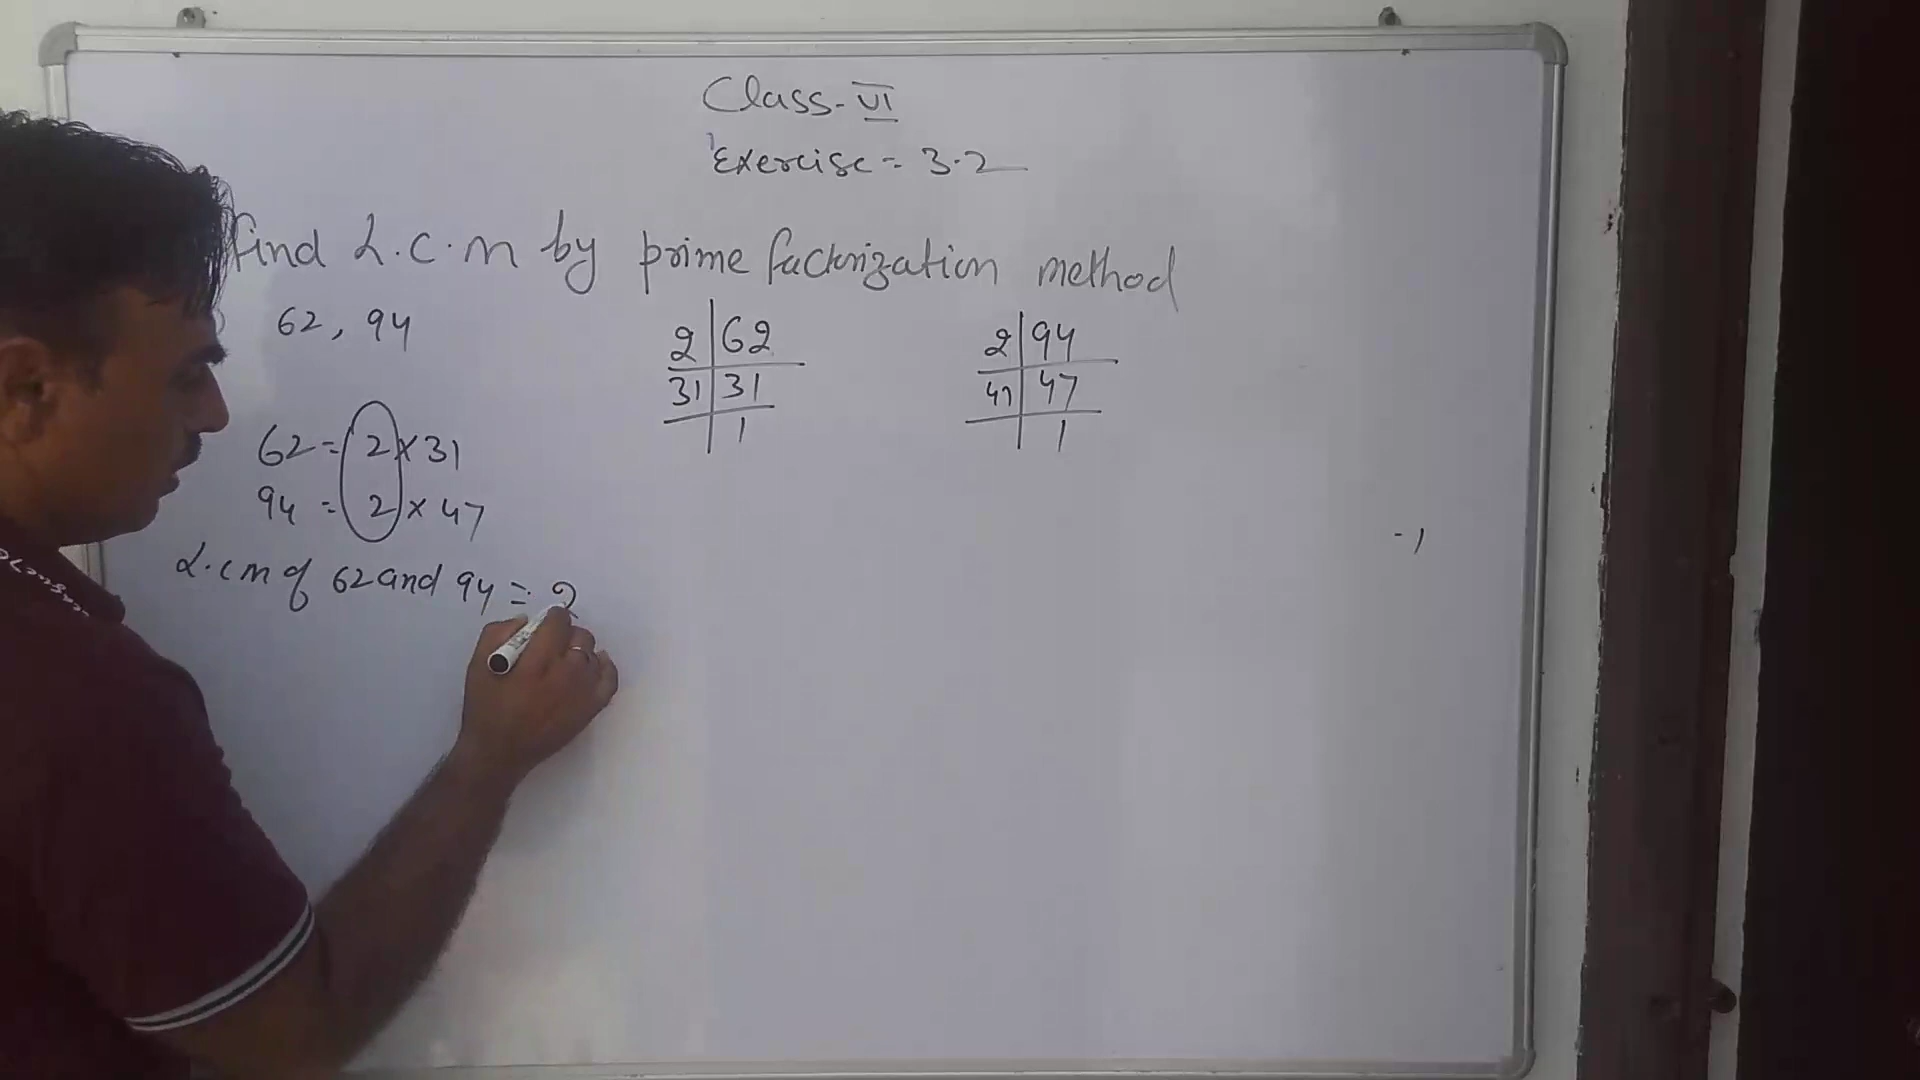 Class-VI
Exercise = 3.2
find L.C.M by prime factorization method
62, 94
2 | 62
31 | 31
1
2 | 94
47 | 47
1
62 = 2 × 31
94 = 2 × 47
L.C.M of 62 and 94 = 2
- 1